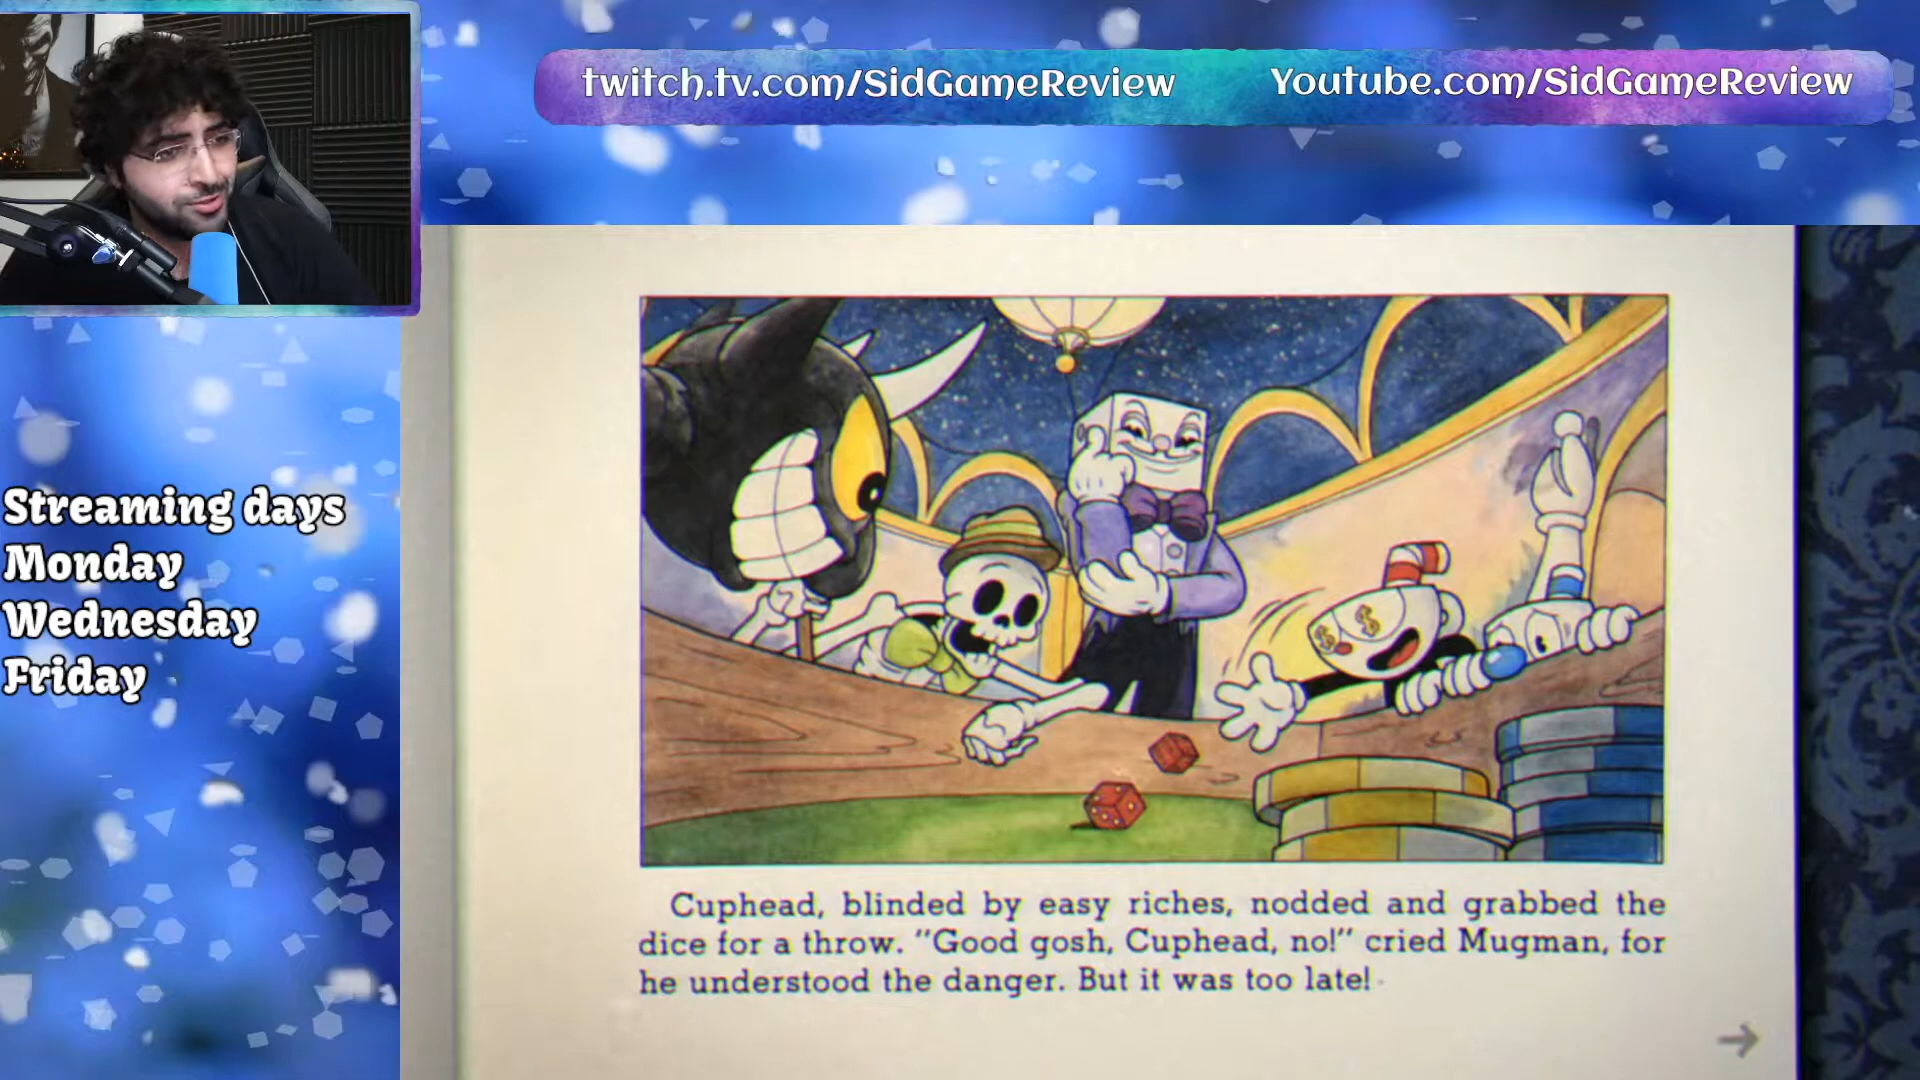 twitch.tv.com/SidGameReview
Youtube.com/SidGameReview
Streaming days
Monday
Wednesday
Friday
Cuphead, blinded by easy riches, nodded and grabbed the
dice for a throw. "Good gosh, Cuphead, no!" cried Mugman, for
he understood the danger. But it was too late!